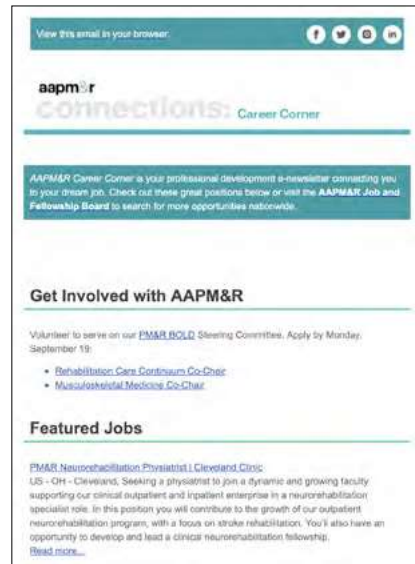 View this email in your browser.
aapm&r
connections: Career Corner
AAPM&R Career Corner is your professional development e-newsletter connecting you
to your dream job. Check out these great positions below or visit the AAPM&R Job and
Fellowship Board to search for more opportunities nationwide.
Get Involved with AAPM&R
Volunteer to serve on our PM&R BOLD Steering Committee. Apply by Monday,
September 19:
• Rehabilitation Care Continuum Co-Chair
• Musculoskeletal Medicine Co-Chair
Featured Jobs
PM&R Neurorehabilitation Physiatrist | Cleveland Clinic
US - OH - Cleveland, Seeking a physiatrist to join a dynamic and growing faculty
supporting our clinical outpatient and inpatient enterprise in a neurorehabilitation
specialist role. In this position you will contribute to the growth of our outpatient
neurorehabilitation program, with a focus on stroke rehabilitation. You'll also have an
opportunity to develop and lead a clinical neurorehabilitation fellowship.
Read more...